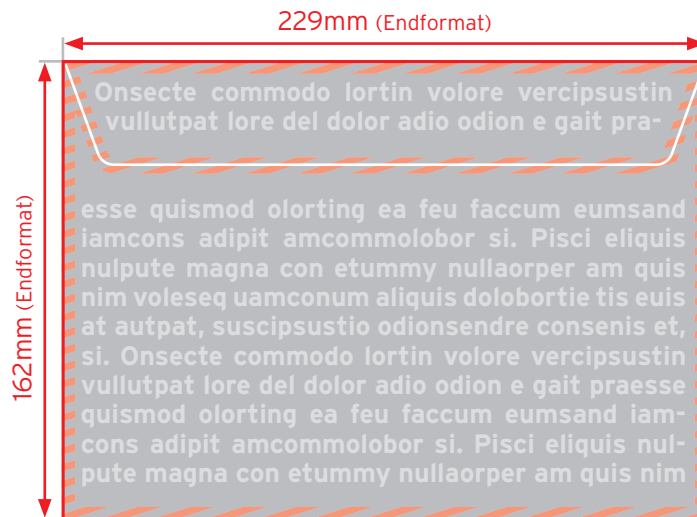 229mm (Endformat)
162mm (Endformat)
Onsecte commodo lortin volore vercipsustin
vullutpat lore del dolor adio odion e gait pra-
esse quismod olorting ea feu faccum eumsand
iamcons adipit amcommolobor si. Pisci eliquis
nulpute magna con etummy nullaorper am quis
nim voleseq uamconum aliquis dolobortie tis euis
at autpat, suscipsustio odionsendre consenis et,
si. Onsecte commodo lortin volore vercipsustin
vullutpat lore del dolor adio odion e gait praesse
quismod olorting ea feu faccum eumsand iam-
cons adipit amcommolobor si. Pisci eliquis nul-
pute magna con etummy nullaorper am quis nim